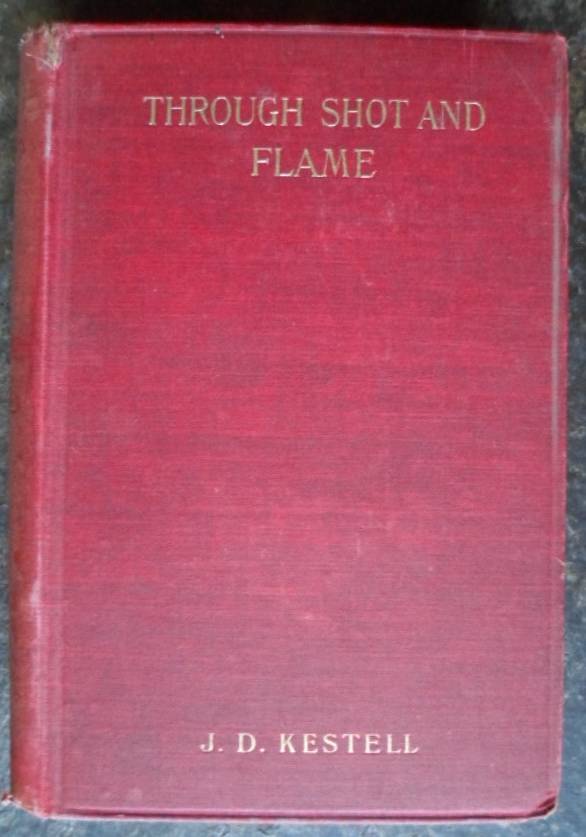 THROUGH SHOT AND
FLAME
J. D. KESTELL